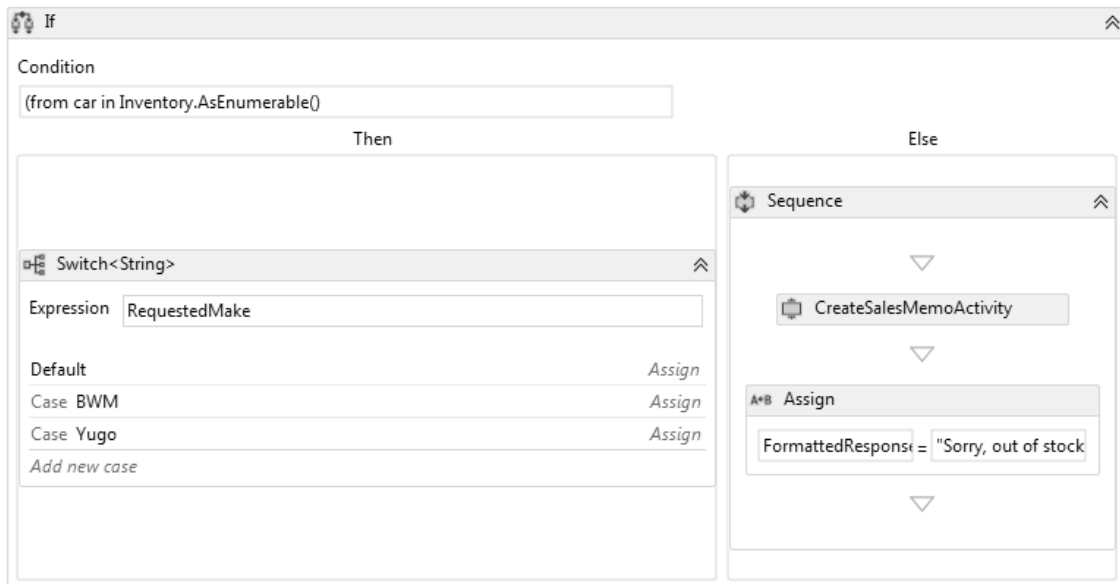 If
Condition
(from car in Inventory.AsEnumerable()
Then
Else
Switch<String>
Expression RequestedMake
Default Assign
Case BWM Assign
Case Yugo Assign
Add new case
Sequence
CreateSalesMemoActivity
A+B Assign
FormattedRespons = "Sorry, out of stock